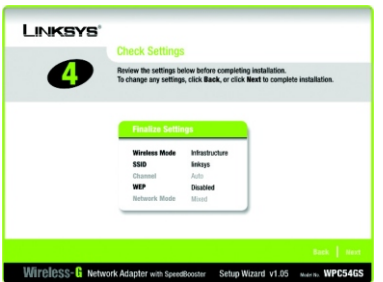 LINKSYS®
Check Settings
4
Review the settings below before completing installation.
To change any settings, click Back, or click Next to complete installation.
Finalize Settings
Wireless Mode Infrastructure
SSID linksys
Channel Auto
WEP Disabled
Network Mode Mixed
Back Next
Wireless-G Network Adapter with SpeedBooster Setup Wizard v1.05 Model No. WPC54GS